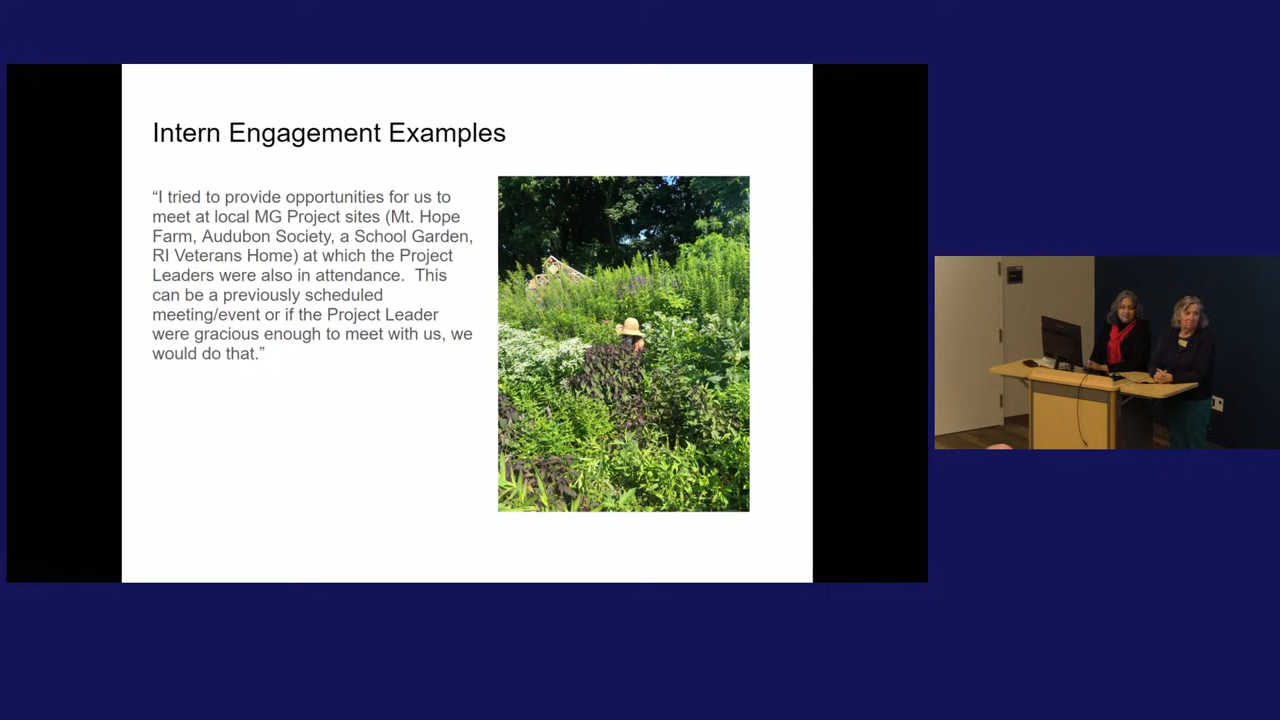 Intern Engagement Examples
“I tried to provide opportunities for us to
meet at local MG Project sites (Mt. Hope
Farm, Audubon Society, a School Garden,
RI Veterans Home) at which the Project
Leaders were also in attendance.  This
can be a previously scheduled
meeting/event or if the Project Leader
were gracious enough to meet with us, we
would do that.”